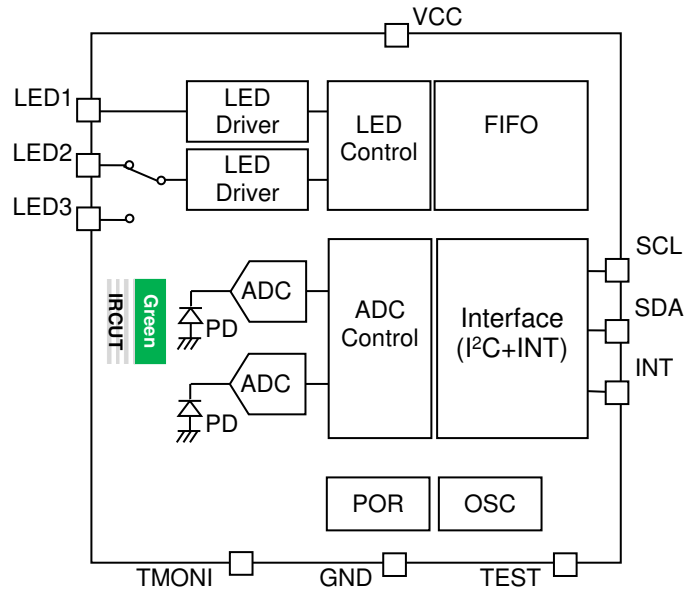 VCC
LED1
LED
Driver
LED
Control
FIFO
LED2
LED
Driver
LED3
IRCUT
Green
ADC
PD
ADC
PD
ADC
Control
Interface
(I²C+INT)
SCL
SDA
INT
POR
OSC
TMONI
GND
TEST